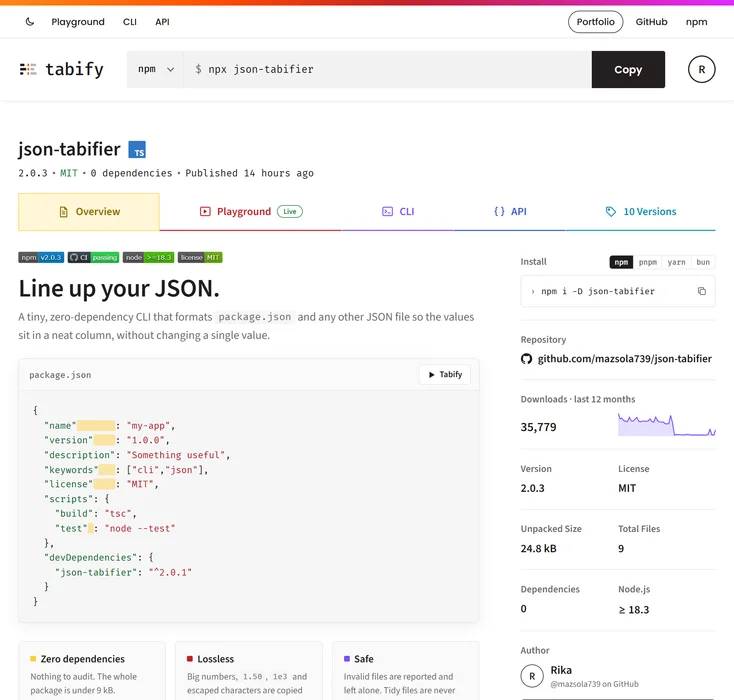 Playground CLI API Portfolio GitHub npm
tabify npm $ npx json-tabifier Copy R
json-tabifier TS
2.0.3 • MIT • 0 dependencies • Published 14 hours ago
Overview Playground Live CLI {} API 10 Versions
npm v2.0.3 CI passing node >=18.3 license MIT
Line up your JSON.
A tiny, zero-dependency CLI that formats package.json and any other JSON file so the values
sit in a neat column, without changing a single value.
package.json Tabify
{
"name" : "my-app",
"version" : "1.0.0",
"description": "Something useful",
"keywords" : ["cli","json"],
"license" : "MIT",
"scripts": {
"build": "tsc",
"test" : "node --test"
},
"devDependencies": {
"json-tabifier": "^2.0.1"
}
}
Zero dependencies
Nothing to audit. The whole
package is under 9 kB.
Lossless
Big numbers, 1.50 , 1e3 and
escaped characters are copied
Safe
Invalid files are reported and
left alone. Tidy files are never
Install npm pnpm yarn bun
› npm i -D json-tabifier
Repository
github.com/mazsola739/json-tabifier
Downloads · last 12 months
35,779
Version License
2.0.3 MIT
Unpacked Size Total Files
24.8 kB 9
Dependencies Node.js
0 ≥ 18.3
Author
R Rika
@mazsola739 on GitHub